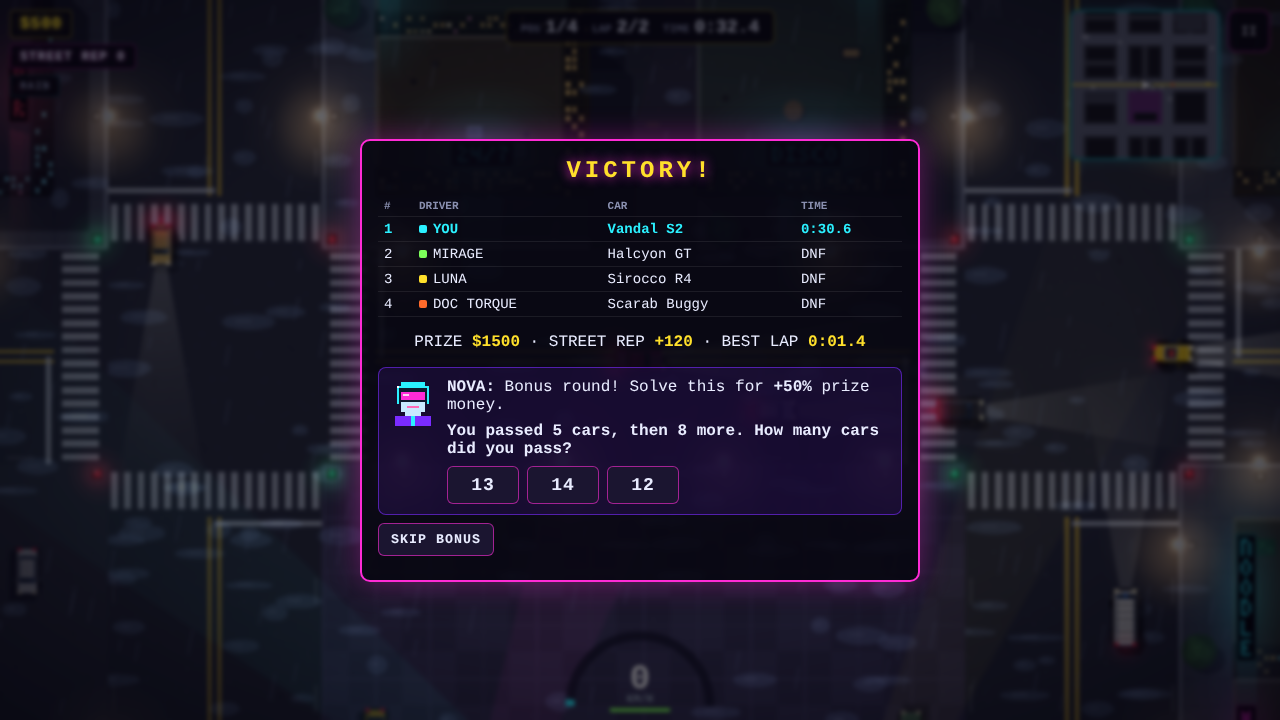 $500
POS 1/4 LAP 2/2 TIME 0:32.4
STREET REP 0
MAIN
VICTORY!
# DRIVER CAR TIME
1 YOU Vandal S2 0:30.6
2 MIRAGE Halcyon GT DNF
3 LUNA Sirocco R4 DNF
4 DOC TORQUE Scarab Buggy DNF
PRIZE $1500 · STREET REP +120 · BEST LAP 0:01.4
NOVA: Bonus round! Solve this for +50% prize
money.
You passed 5 cars, then 8 more. How many cars
did you pass?
13 14 12
SKIP BONUS
0